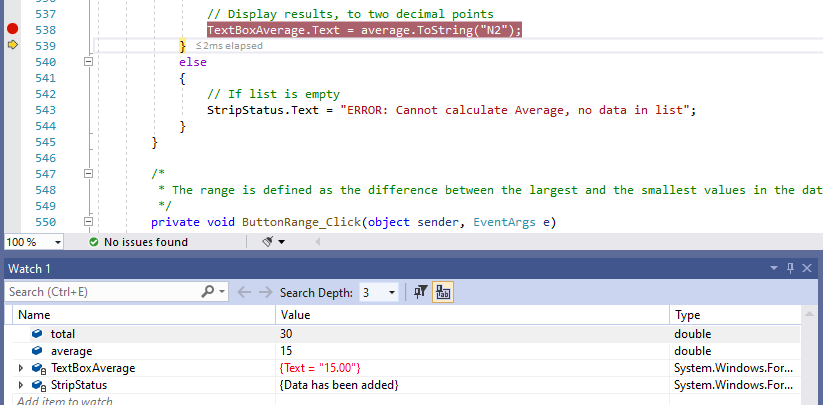 537 // Display results, to two decimal points
538 TextBoxAverage.Text = average.ToString("N2");
539 } ≤2ms elapsed
540 else
541 {
542 // If list is empty
543 StripStatus.Text = "ERROR: Cannot calculate Average, no data in list";
544 }
545 }
546
547 /*
548 * The range is defined as the difference between the largest and the smallest values in the dat
549 */
550 private void ButtonRange_Click(object sender, EventArgs e)
100 % No issues found
Watch 1
Search (Ctrl+E) Search Depth: 3
Name Value Type
total 30 double
average 15 double
TextBoxAverage {Text = "15.00"} System.Windows.For...
StripStatus {Data has been added} System.Windows.For...
Add item to watch